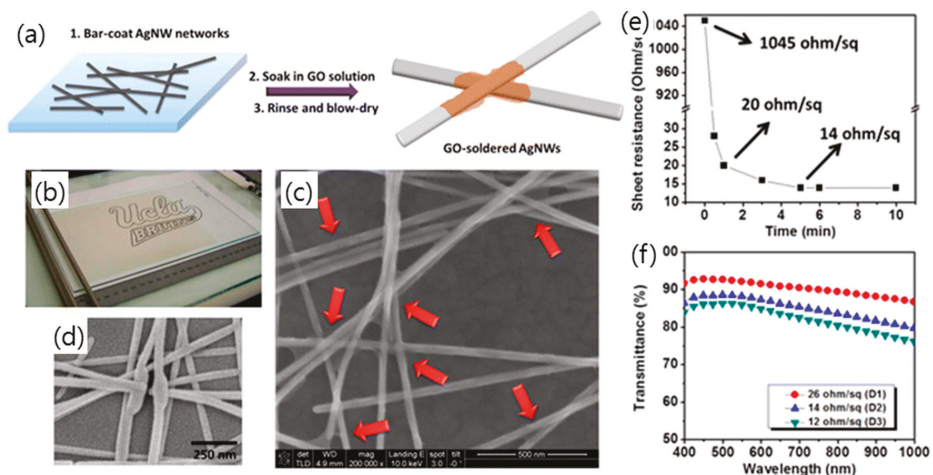 (a)
1. Bar-coat AgNW networks
2. Soak in GO solution
3. Rinse and blow-dry
GO-soldered AgNWs
(b)
Ucla
(c)
det
WD
mag
Landing E
spot
tilt
TLD
4.9 mm
200 000 x
10.0 keV
3.0
500 nm
(d)
250 nm
(e)
Sheet resistance (Ohm/sq)
1040
1000
960
30
25
20
15
10
1045 ohm/sq
20 ohm/sq
14 ohm/sq
0
2
4
6
8
10
Time (min)
(f)
Transmittance (%)
00
90
80
70
60
26 ohm/sq (D1)
14 ohm/sq (D2)
12 ohm/sq (D3)
400 500 600 700 800 900 1000
Wavelength (nm)